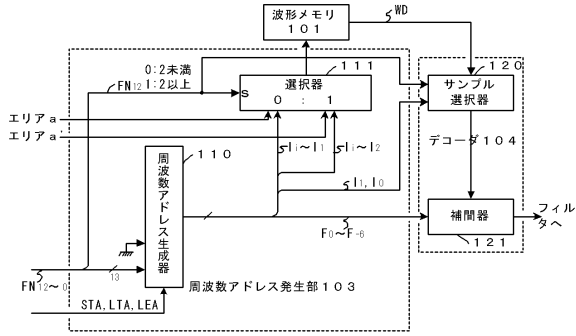 波形メモリ
101
WD
0:2未満
1:2以上
FN12
S
選択器
0 : 1
111
120
サンプル
選択器
エリアa
エリアa'
デコーダ104
110
Ii〜I1
Ii〜I2
I1,I0
周波数アドレス生成器
補間器
フィル
タへ
121
F0〜F-6
13
FN12〜0
周波数アドレス発生部103
STA,LTA,LEA